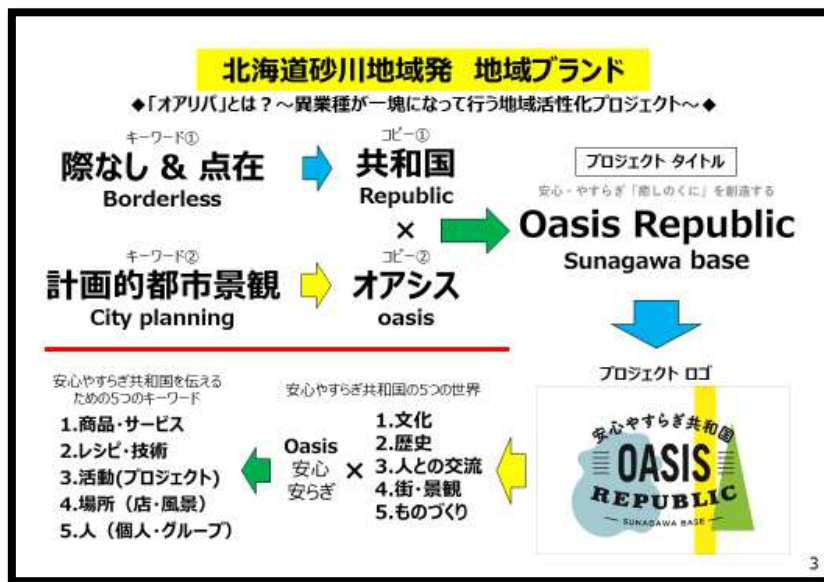 北海道砂川地域発 地域ブランド
◆「オアリパ」とは？～異業種が一塊になって行う地域活性化プロジェクト～◆
キーワード①
際なし & 点在
Borderless
コピー①
共和国
Republic
×
キーワード②
計画的都市景観
City planning
コピー②
オアシス
oasis
プロジェクト タイトル
安心・やすらぎ「癒しのくに」を創造する
Oasis Republic
Sunagawa base
プロジェクト ロゴ
安心やすらぎ共和国
OASIS
REPUBLIC
SUNAGAWA BASE
安心やすらぎ共和国の5つの世界
1.文化
2.歴史
3.人との交流
4.街・景観
5.ものづくり
×
Oasis
安心
安らぎ
安心やすらぎ共和国を伝える
ための5つのキーワード
1.商品・サービス
2.レシピ・技術
3.活動(プロジェクト)
4.場所（店・風景）
5.人（個人・グループ）
3